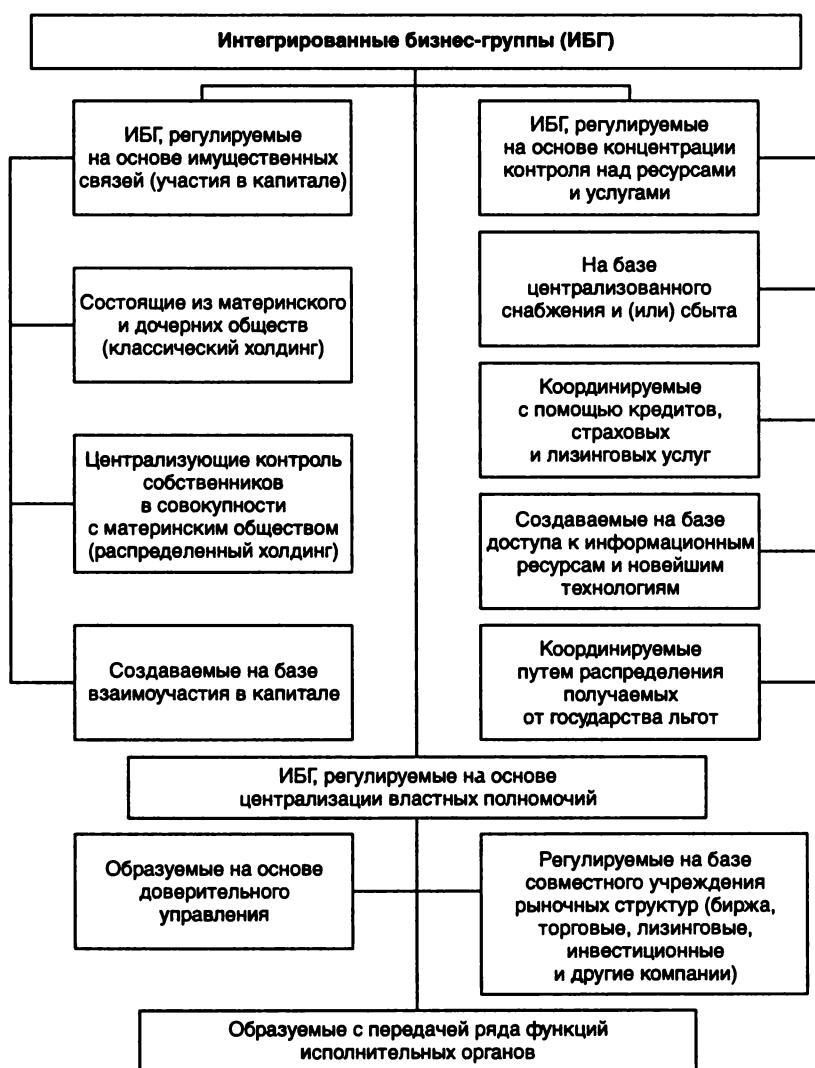 Интегрированные бизнес-группы (ИБГ)
ИБГ, регулируемые
на основе имущественных
связей (участия в капитале)
Состоящие из материнского
и дочерних обществ
(классический холдинг)
Централизующие контроль
собственников
в совокупности
с материнским обществом
(распределенный холдинг)
Создаваемые на базе
взаимоучастия в капитале
ИБГ, регулируемые
на основе концентрации
контроля над ресурсами
и услугами
На базе
централизованного
снабжения и (или) сбыта
Координируемые
с помощью кредитов,
страховых
и лизинговых услуг
Создаваемые на базе
доступа к информационным
ресурсам и новейшим
технологиям
Координируемые
путем распределения
получаемых
от государства льгот
ИБГ, регулируемые на основе
централизации властных полномочий
Образуемые на основе
доверительного
управления
Регулируемые на базе
совместного учреждения
рыночных структур (биржа,
торговые, лизинговые,
инвестиционные
и другие компании)
Образуемые с передачей ряда функций
исполнительных органов